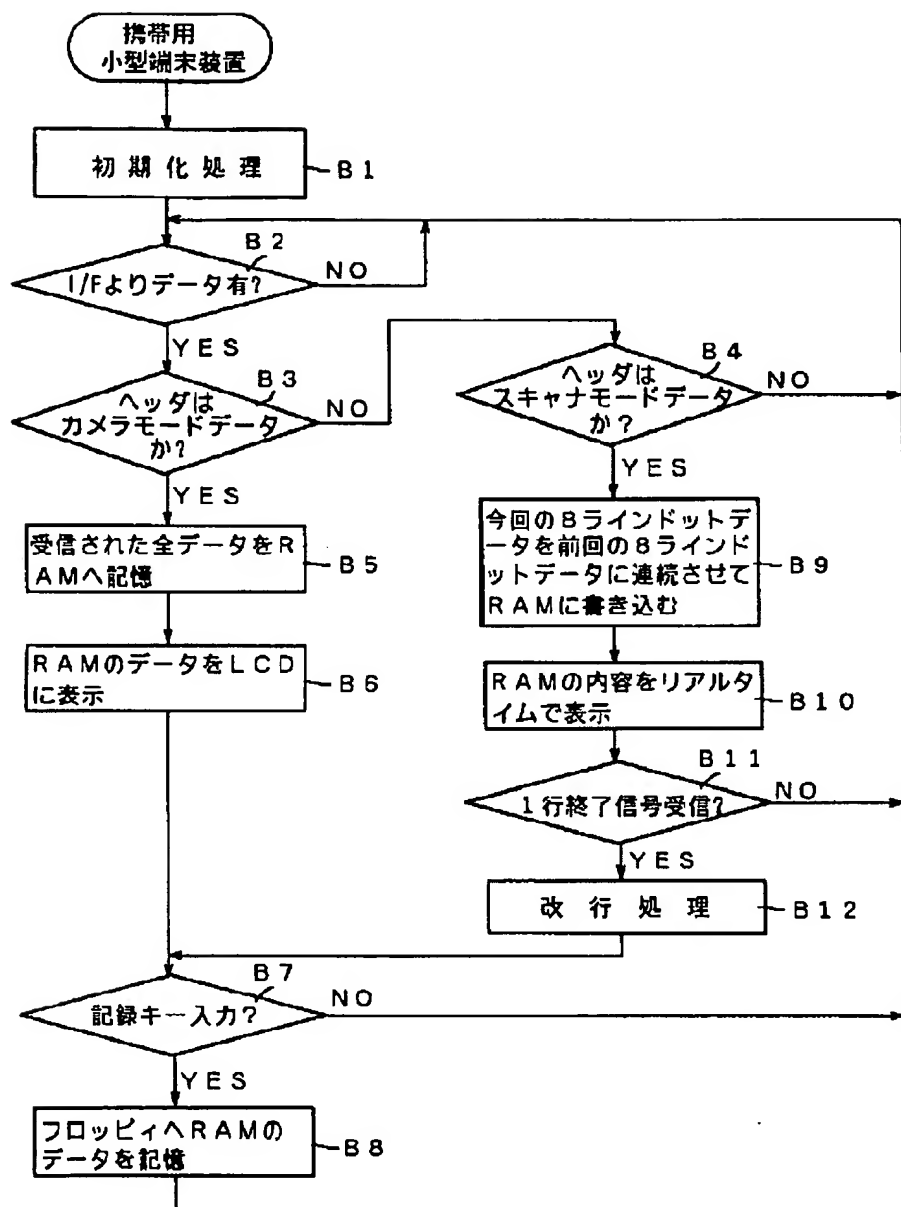 携帯用
小型端末装置
初期化処理
B1
B2
I/Fよりデータ有?
NO
YES
B3
ヘッダは
カメラモードデータ
か?
NO
YES
B4
ヘッダは
スキャナモードデータ
か?
NO
YES
受信された全データをR
AMへ記憶
B5
RAMのデータをLCD
に表示
B6
今回の8ラインドットデ
ータを前回の8ラインド
ットデータに連続させて
RAMに書き込む
B9
RAMの内容をリアルタ
イムで表示
B10
B11
1行終了信号受信?
NO
YES
改行処理
B12
B7
記録キー入力?
NO
YES
フロッピィへRAMの
データを記憶
B8